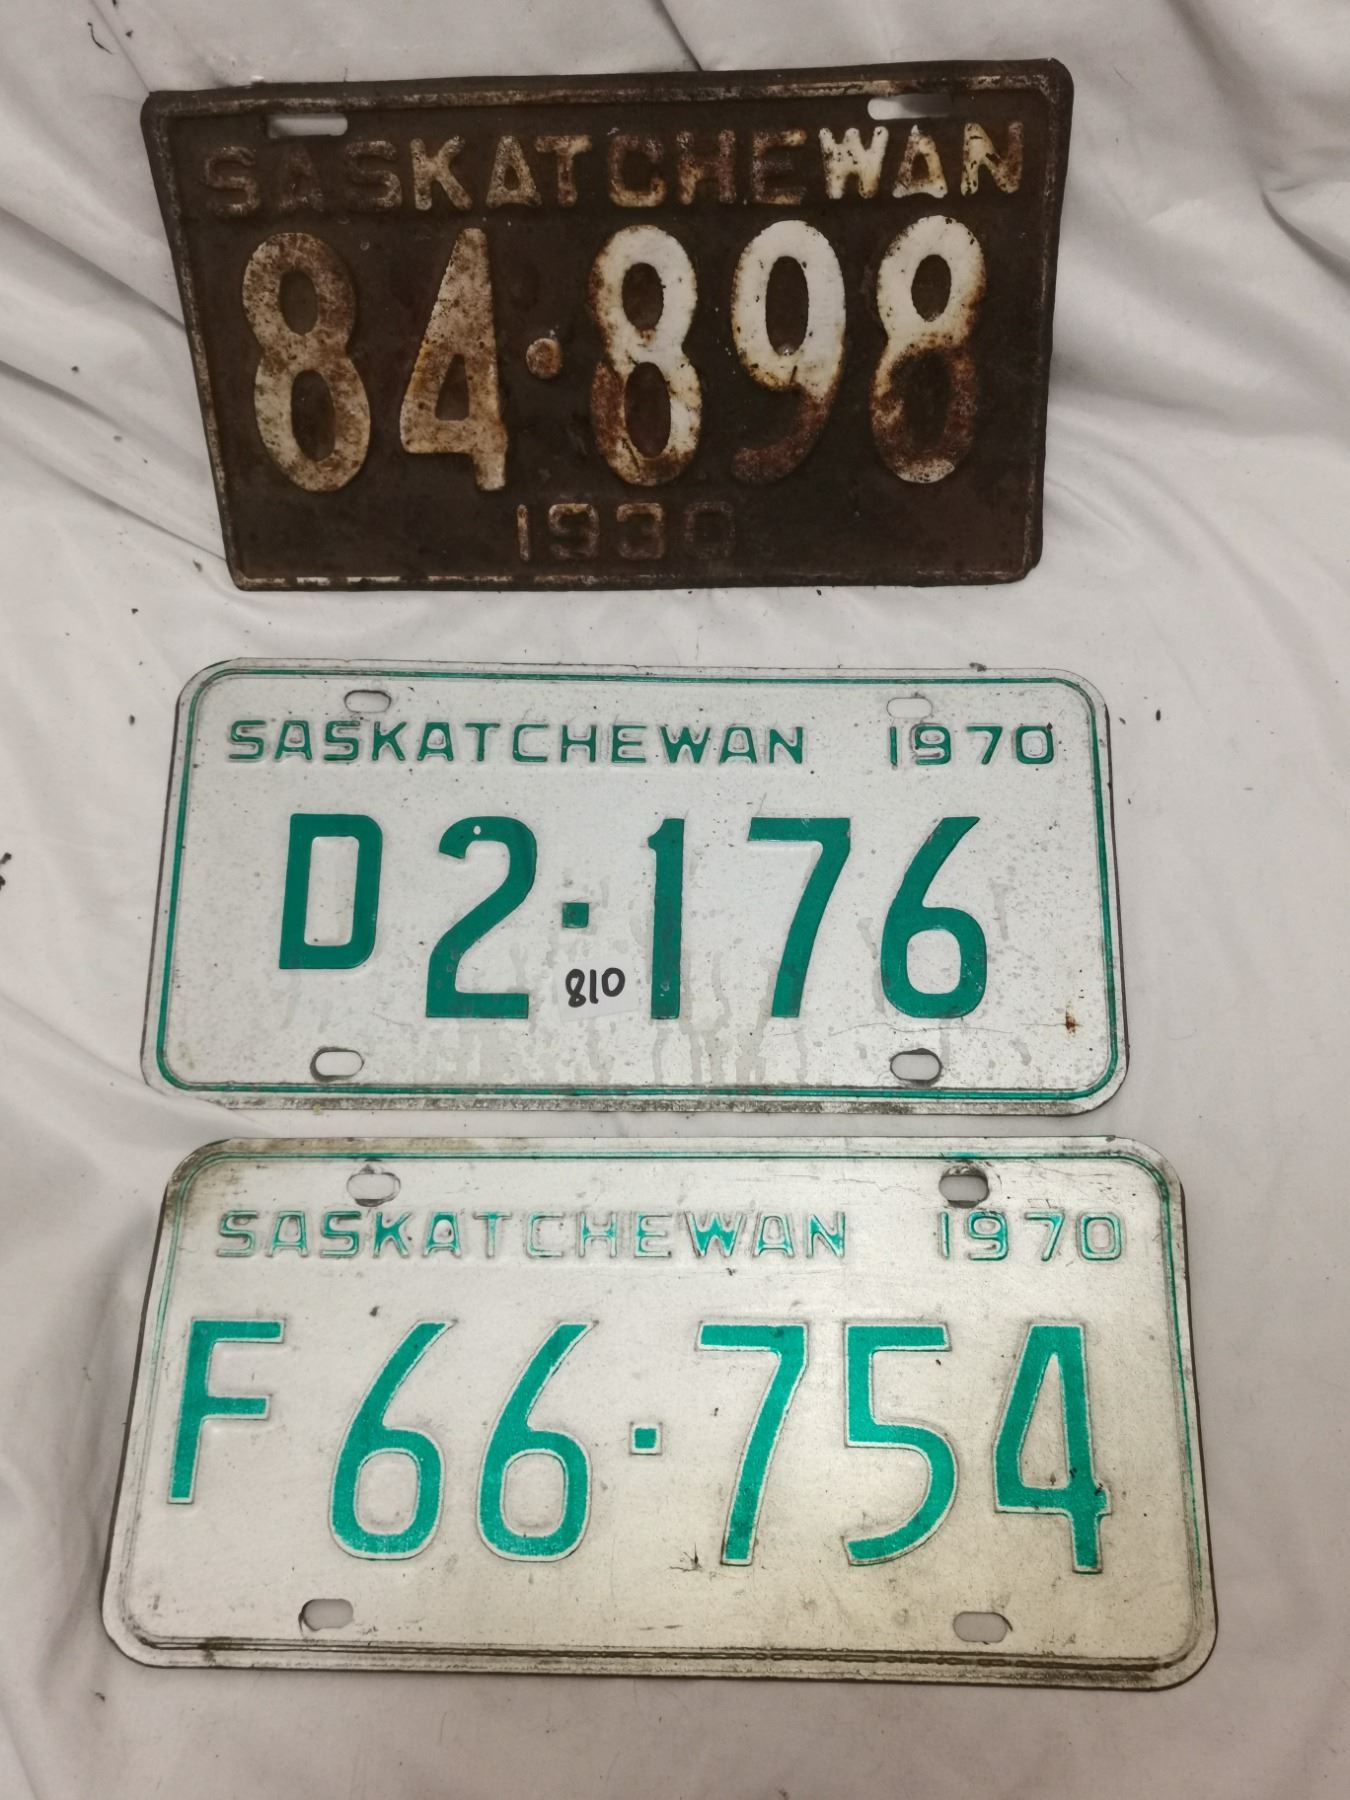 SASKATCHEWAN
84·898
1930
SASKATCHEWAN 1970
D2·176
810
SASKATCHEWAN 1970
F66·754